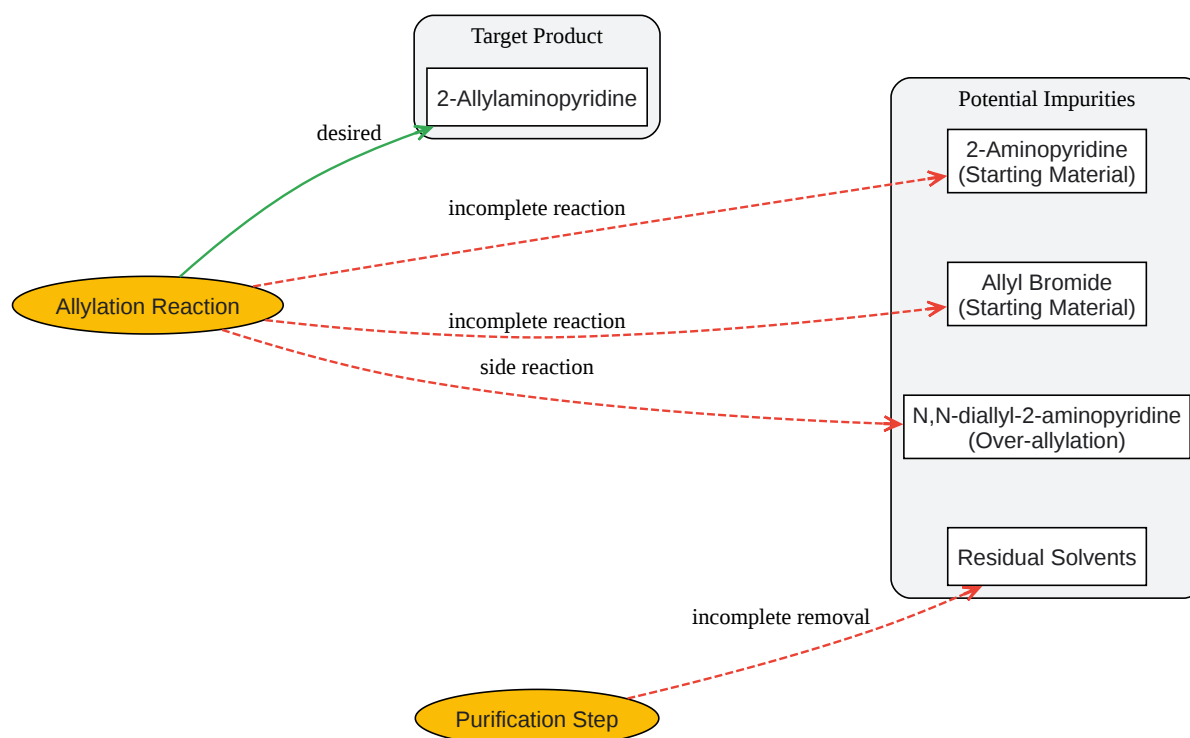 Target Product
2-Allylaminopyridine
desired
Potential Impurities
2-Aminopyridine
(Starting Material)
incomplete reaction
Allylation Reaction
Allyl Bromide
(Starting Material)
incomplete reaction
side reaction
N,N-diallyl-2-aminopyridine
(Over-allylation)
Residual Solvents
incomplete removal
Purification Step